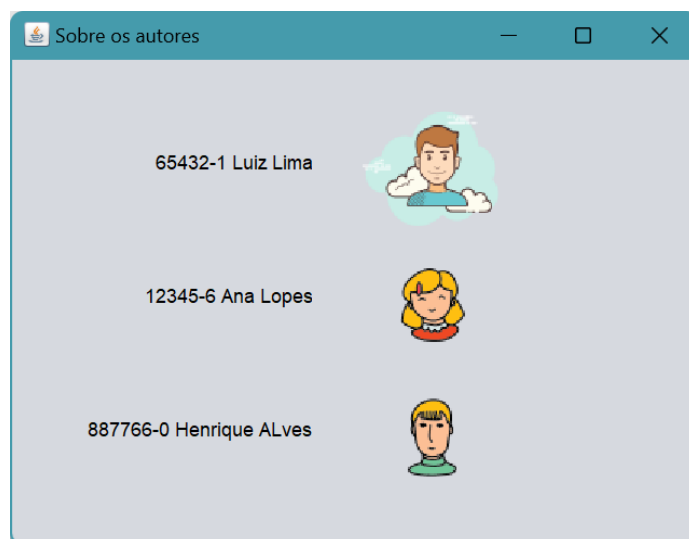 Sobre os autores
65432-1 Luiz Lima
12345-6 Ana Lopes
887766-0 Henrique ALves